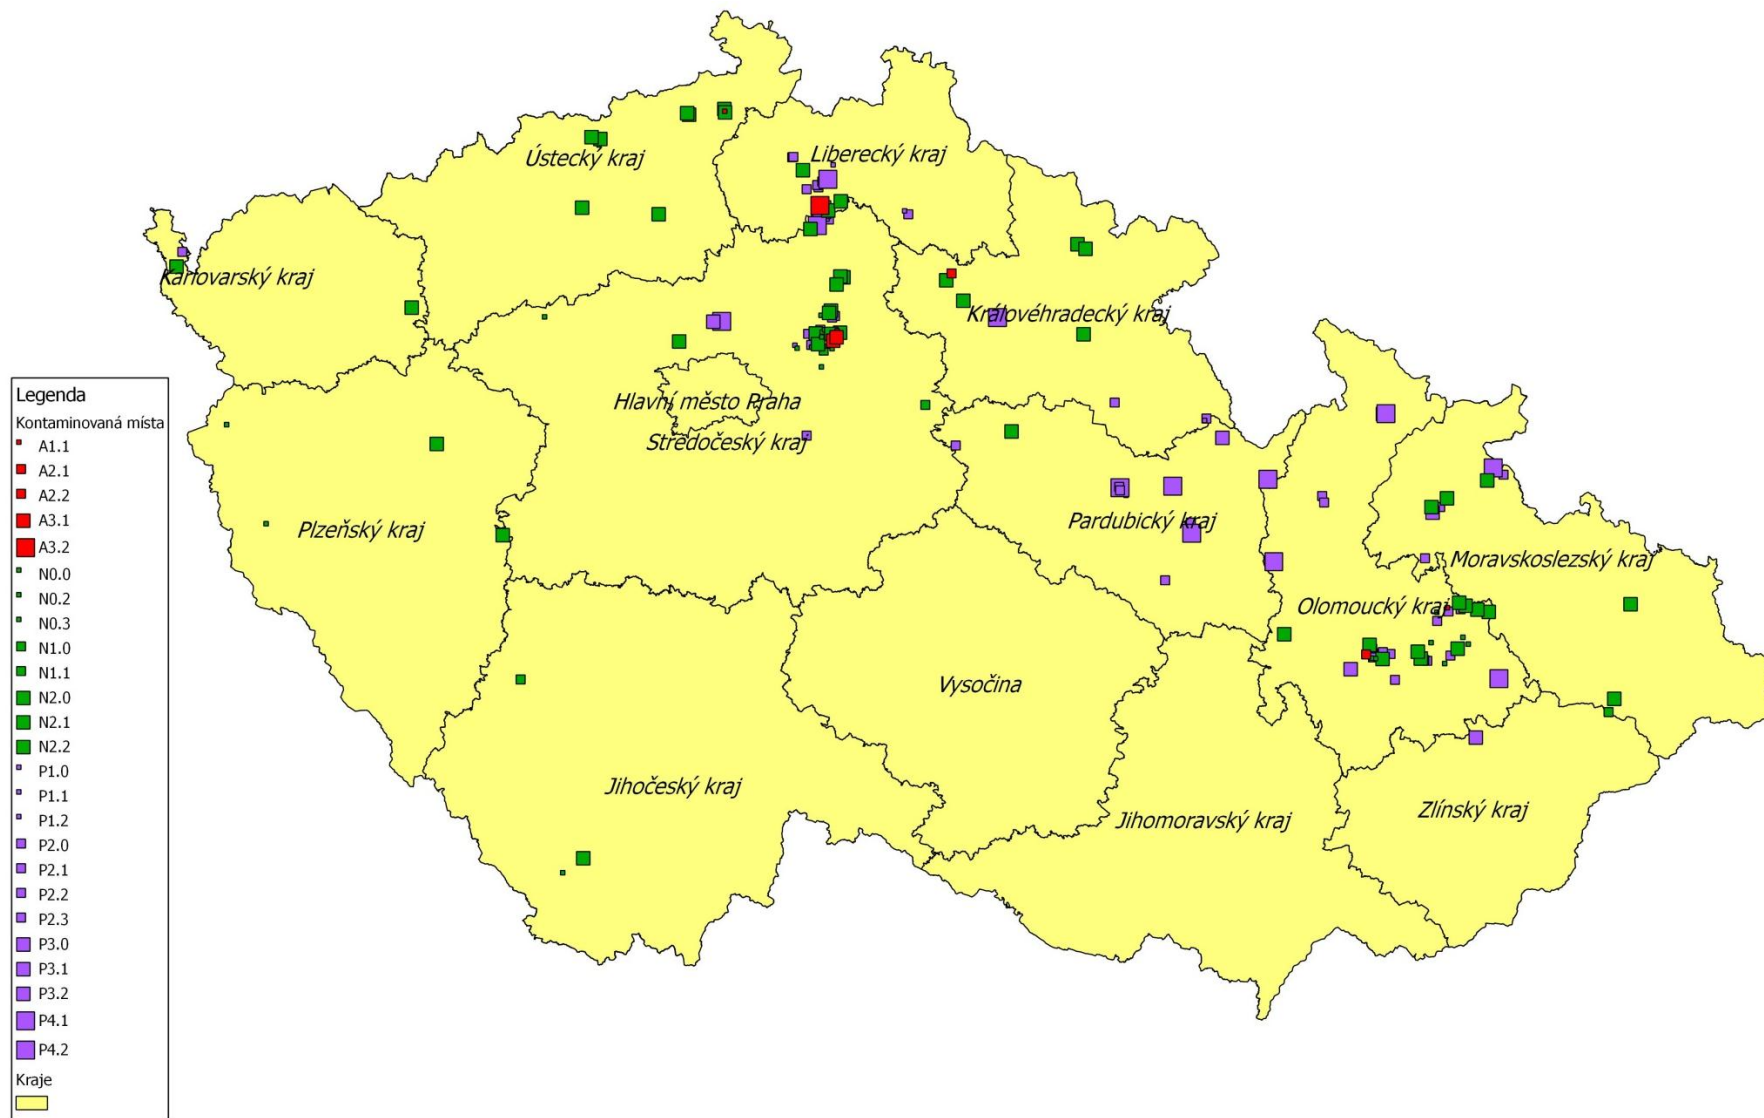 Ústecký kraj
Liberecký kraj
Karlovarský kraj
Královéhradecký kraj
Hlavní město Praha
Středočeský kraj
Plzeňský kraj
Pardubický kraj
Moravskoslezský kraj
Olomoucký kraj
Vysočina
Jihočeský kraj
Jihomoravský kraj
Zlínský kraj
Legenda
Kontaminovaná místa
A1.1
A2.1
A2.2
A3.1
A3.2
N0.0
N0.2
N0.3
N1.0
N1.1
N2.0
N2.1
N2.2
P1.0
P1.1
P1.2
P2.0
P2.1
P2.2
P2.3
P3.0
P3.1
P3.2
P4.1
P4.2
Kraje